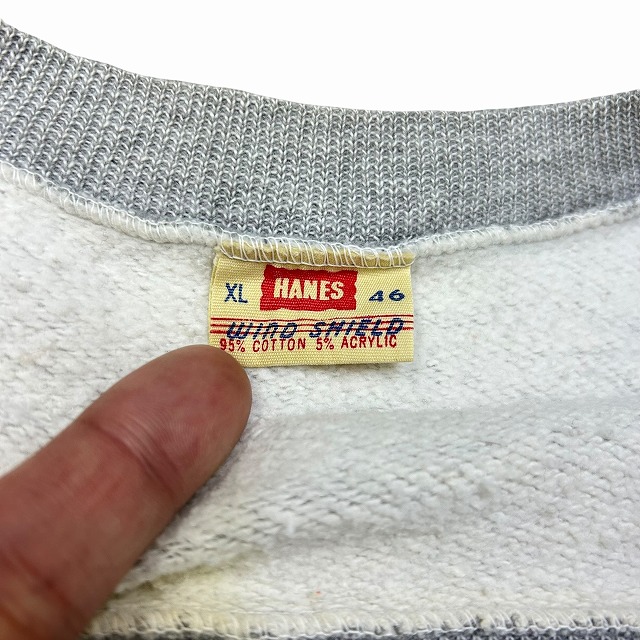 XL HANES 46
WIND SHIELD
95% COTTON 5% ACRYLIC